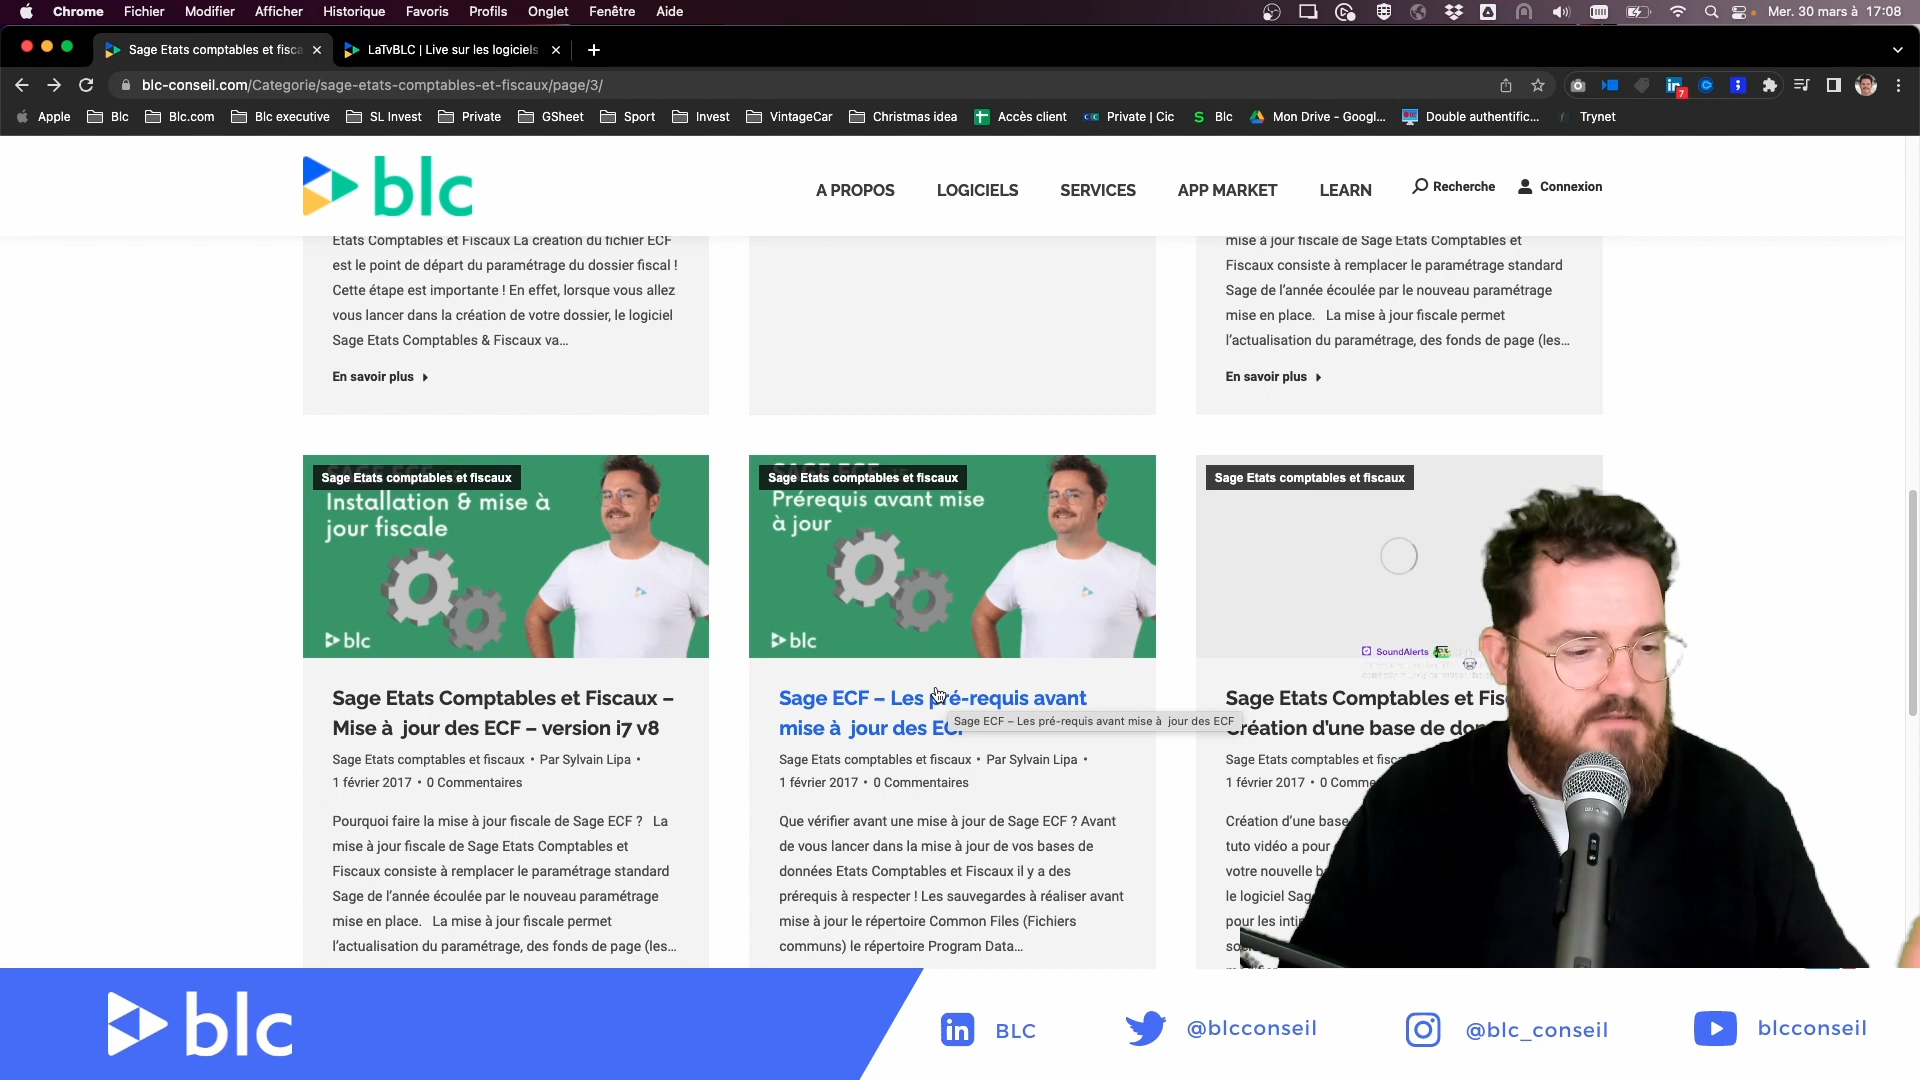 Chrome Fichier Modifier Afficher Historique Favoris Profils Onglet Fenêtre Aide Mer. 30 mars à 17:08
Sage Etats comptables et fisca LaTvBLC | Live sur les logiciels
blc-conseil.com/Categorie/sage-etats-comptables-et-fiscaux/page/3/
Apple Blc Blc.com Blc executive SL Invest Private GSheet Sport Invest VintageCar Christmas idea Accès client Private | Cic Blc Mon Drive - Googl... Double authentific... Trynet
blc
A PROPOS LOGICIELS SERVICES APP MARKET LEARN Recherche Connexion
Etats Comptables et Fiscaux La création du fichier ECF
est le point de départ du paramétrage du dossier fiscal !
Cette étape est importante ! En effet, lorsque vous allez
vous lancer dans la création de votre dossier, le logiciel
Sage Etats Comptables & Fiscaux va...
En savoir plus
mise à jour fiscale de Sage Etats Comptables et
Fiscaux consiste à remplacer le paramétrage standard
Sage de l'année écoulée par le nouveau paramétrage
mise en place. La mise à jour fiscale permet
l'actualisation du paramétrage, des fonds de page (les...
En savoir plus
Sage Etats comptables et fiscaux
Installation & mise à
jour fiscale
blc
Sage Etats Comptables et Fiscaux –
Mise à jour des ECF – version i7 v8
Sage Etats comptables et fiscaux • Par Sylvain Lipa •
1 février 2017 • 0 Commentaires
Pourquoi faire la mise à jour fiscale de Sage ECF ? La
mise à jour fiscale de Sage Etats Comptables et
Fiscaux consiste à remplacer le paramétrage standard
Sage de l'année écoulée par le nouveau paramétrage
mise en place. La mise à jour fiscale permet
l'actualisation du paramétrage, des fonds de page (les...
Sage Etats comptables et fiscaux
Prérequis avant mise
à jour
blc
Sage ECF – Les pré-requis avant
mise à jour des ECF
Sage ECF – Les pré-requis avant mise à jour des ECF
Sage Etats comptables et fiscaux • Par Sylvain Lipa •
1 février 2017 • 0 Commentaires
Que vérifier avant une mise à jour de Sage ECF ? Avant
de vous lancer dans la mise à jour de vos bases de
données Etats Comptables et Fiscaux il y a des
prérequis à respecter ! Les sauvegardes à réaliser avant
mise à jour le répertoire Common Files (Fichiers
communs) le répertoire Program Data...
Sage Etats comptables et fiscaux
SoundAlerts
Sage Etats Comptables et Fis
Création d'une base de do
Sage Etats comptables et fisc
1 février 2017 • 0 Comme
Création d'une base
tuto vidéo a pour
votre nouvelle b
le logiciel Sag
pour les inti
blc
BLC @blcconseil @blc_conseil blcconseil